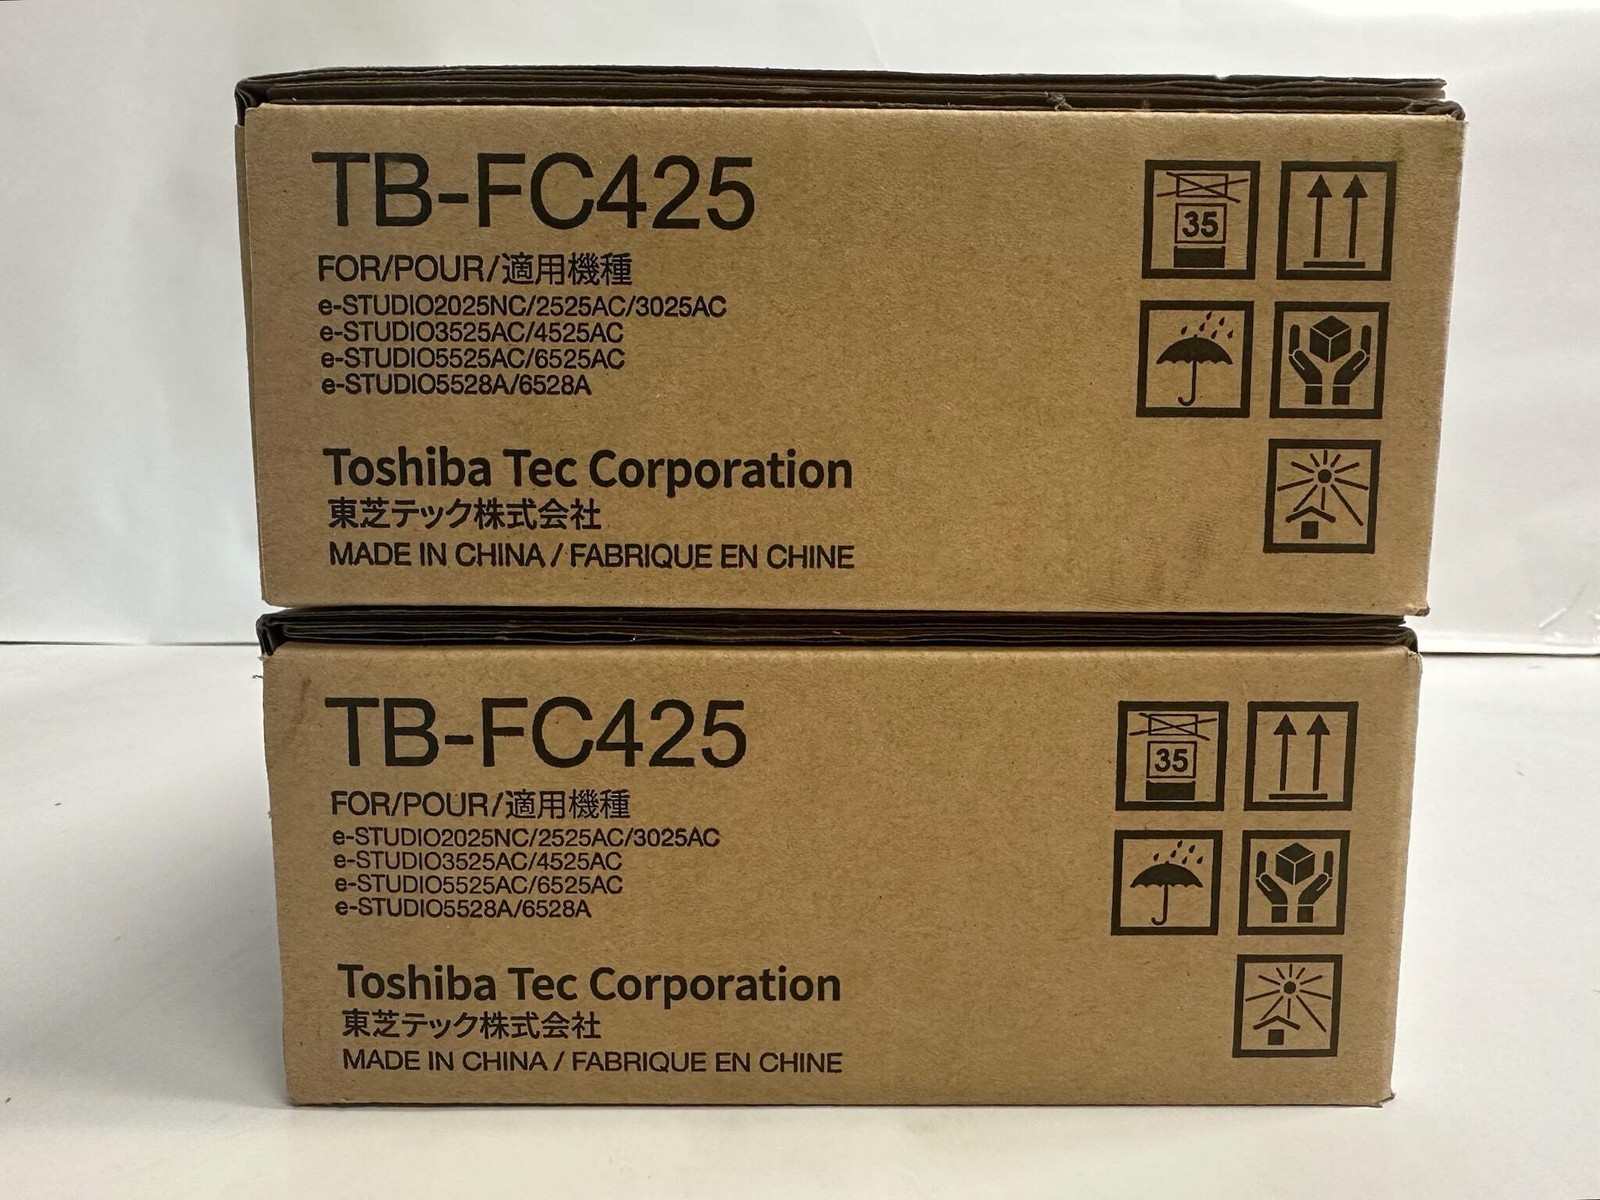 TB-FC425
FOR/POUR/適用機種
e-STUDIO2025NC/2525AC/3025AC
e-STUDIO3525AC/4525AC
e-STUDIO5525AC/6525AC
e-STUDIO5528A/6528A
Toshiba Tec Corporation
東芝テック株式会社
MADE IN CHINA / FABRIQUE EN CHINE
35
TB-FC425
FOR/POUR/適用機種
e-STUDIO2025NC/2525AC/3025AC
e-STUDIO3525AC/4525AC
e-STUDIO5525AC/6525AC
e-STUDIO5528A/6528A
Toshiba Tec Corporation
東芝テック株式会社
MADE IN CHINA / FABRIQUE EN CHINE
35